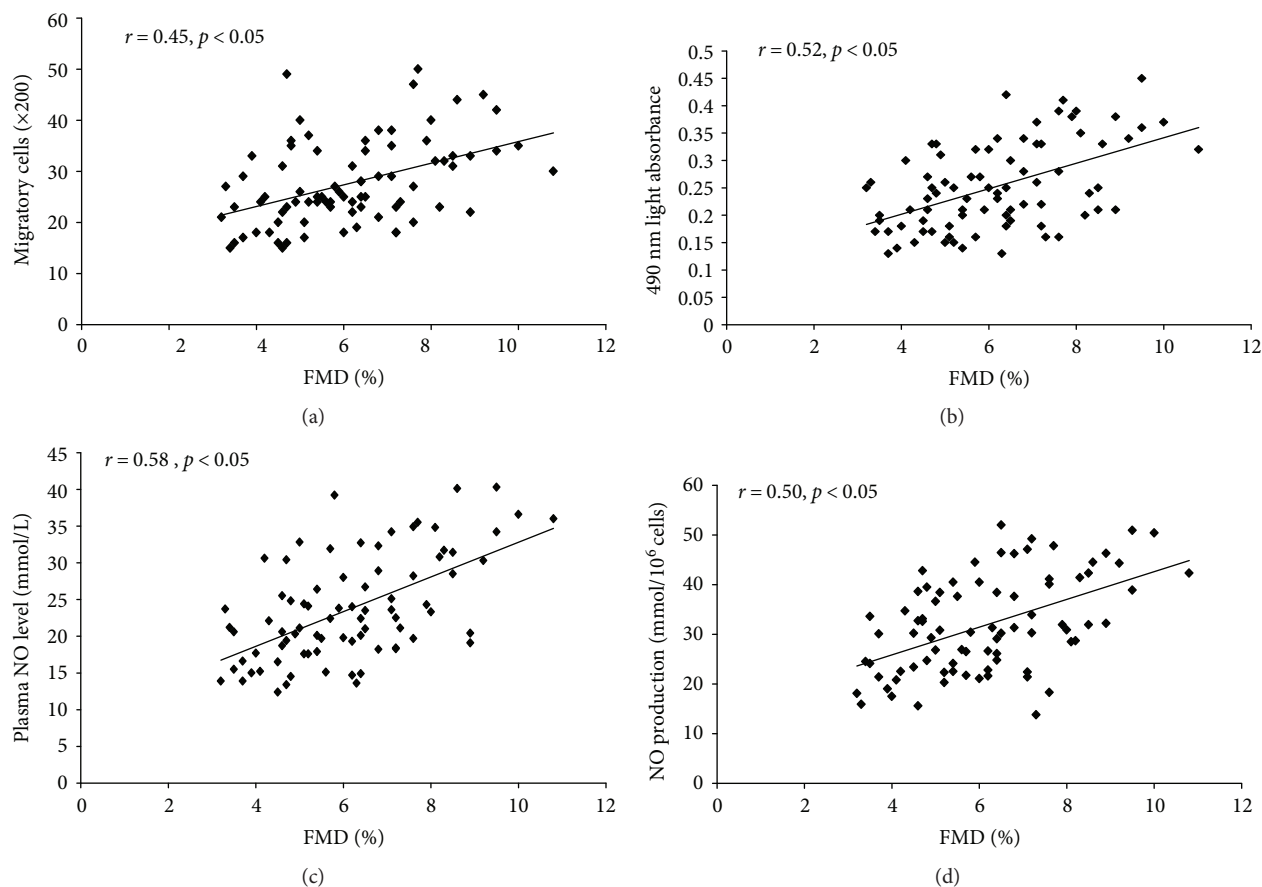 r = 0.45, p < 0.05
Migratory cells (×200)
60
50
40
30
20
10
0
0 2 4 6 8 10 12
FMD (%)
(a)
r = 0.52, p < 0.05
490 nm light absorbance
0.5
0.45
0.4
0.35
0.3
0.25
0.2
0.15
0.1
0.05
0
0 2 4 6 8 10 12
FMD (%)
(b)
r = 0.58 , p < 0.05
Plasma NO level (mmol/L)
45
40
35
30
25
20
15
10
5
0
0 2 4 6 8 10 12
FMD (%)
(c)
r = 0.50, p < 0.05
NO production (mmol/10⁶ cells)
60
50
40
30
20
10
0
0 2 4 6 8 10 12
FMD (%)
(d)